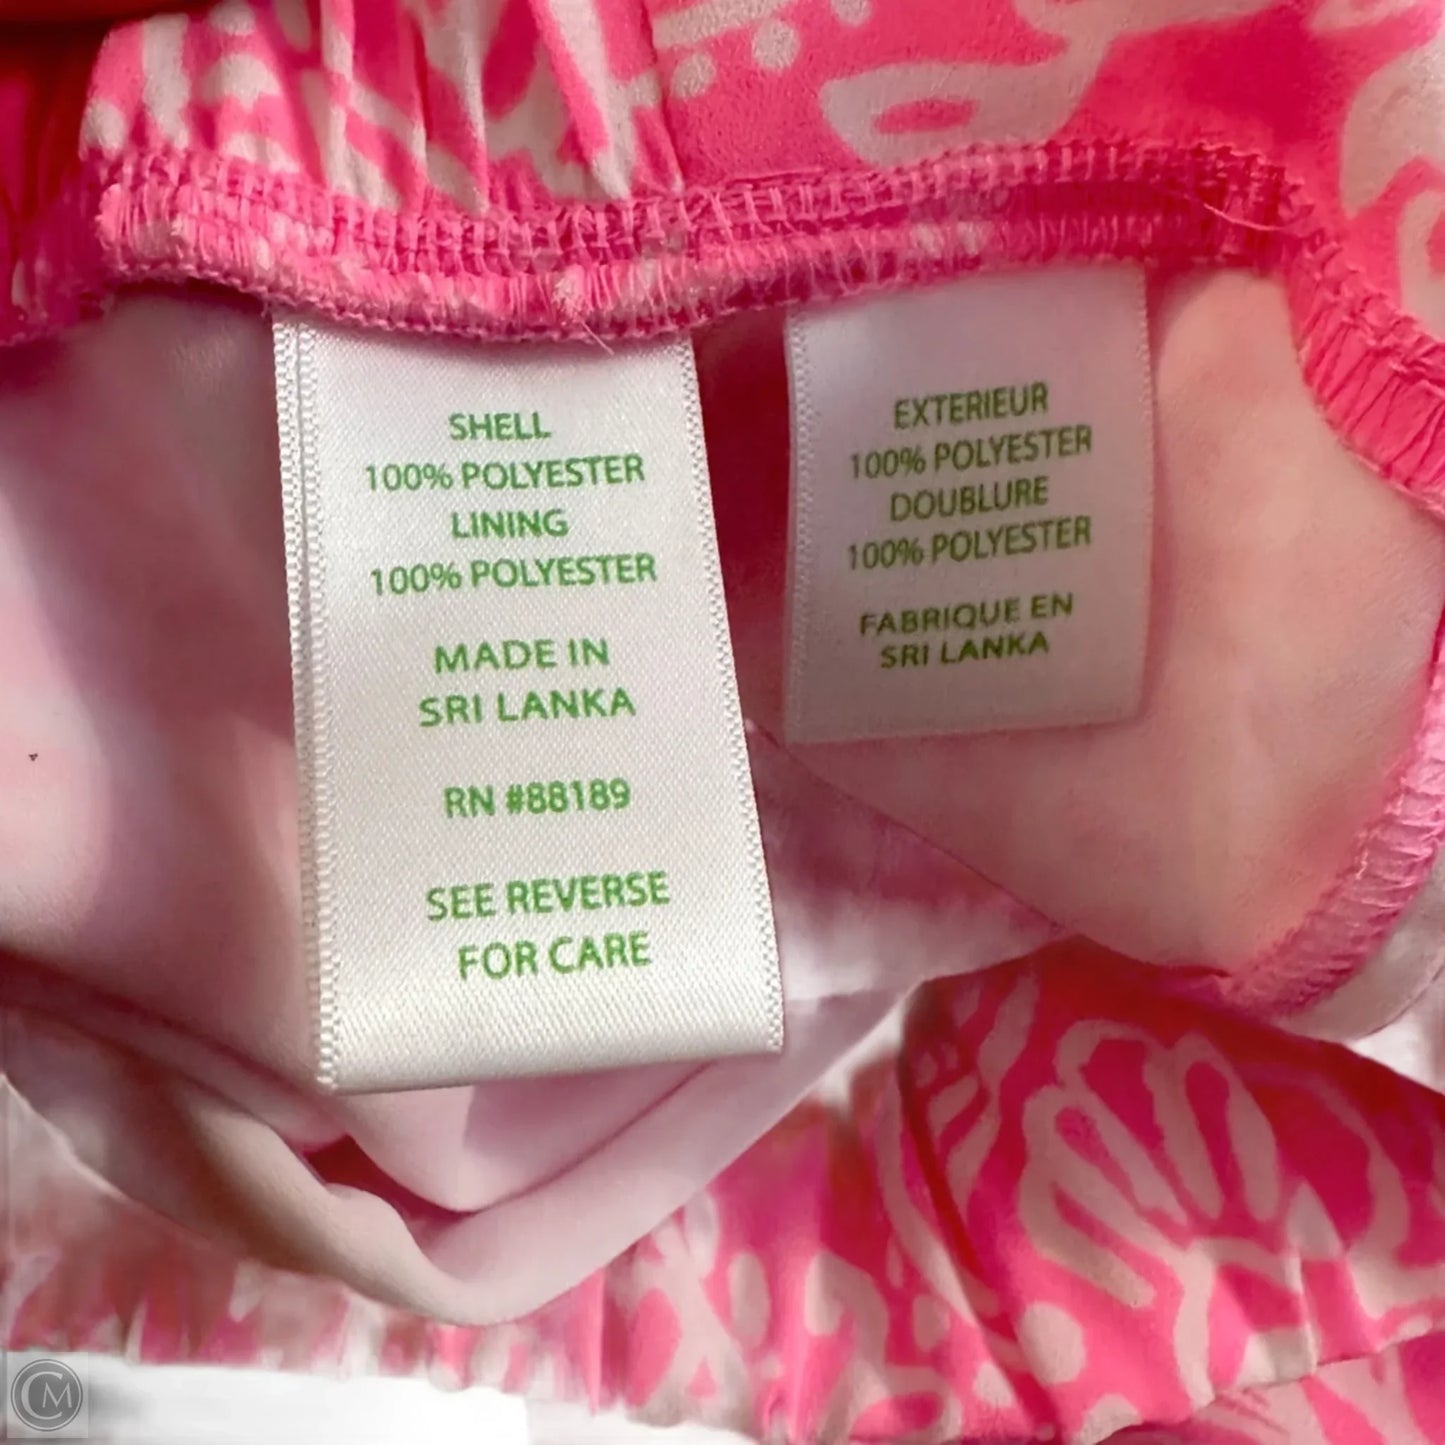 SHELL
100% POLYESTER
LINING
100% POLYESTER
MADE IN
SRI LANKA
RN #88189
SEE REVERSE
FOR CARE
EXTERIEUR
100% POLYESTER
DOUBLURE
100% POLYESTER
FABRIQUE EN
SRI LANKA
CM